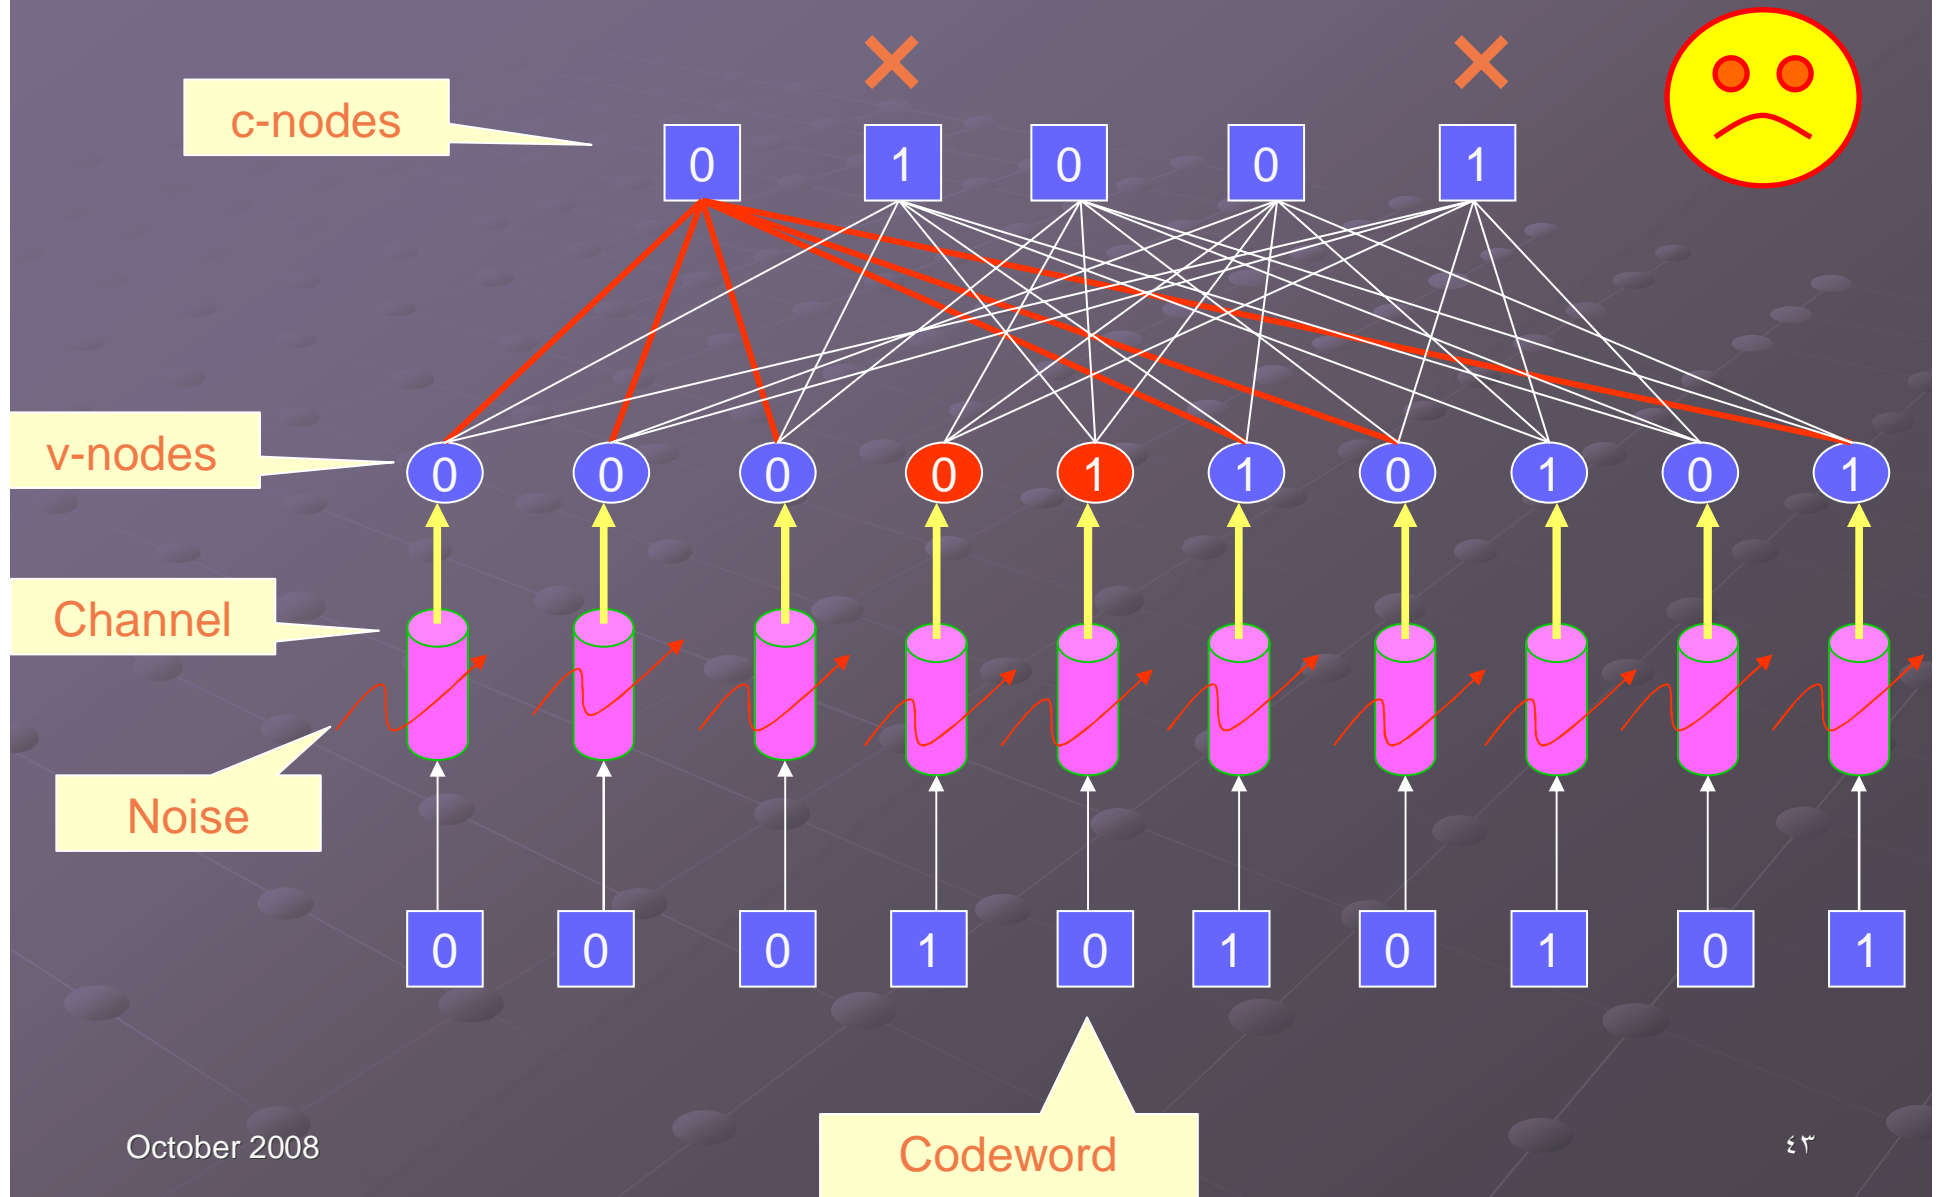 c-nodes
0 1 0 0 1
v-nodes
0 0 0 0 1 1 0 1 0 1
Channel
Noise
0 0 0 1 0 1 0 1 0 1
October 2008
Codeword
٤٣